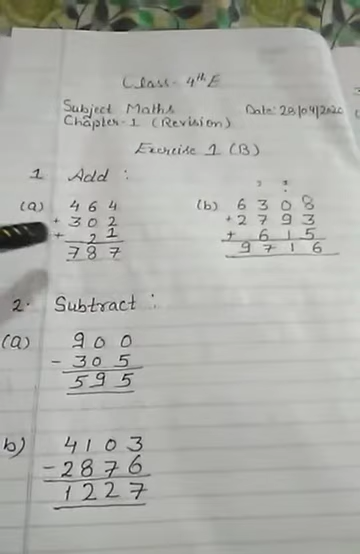 Class- 4th E
Subject Maths Date: 28/04/2020
Chapter-1 (Revision)
Exercise 1 (B)
1 Add :
(a) 464 (b) 6308
+ 302 + 2793
+ 21 + 615
787 9716
2. Subtract :
(a) 900
- 305
595
b) 4103
- 2876
1227